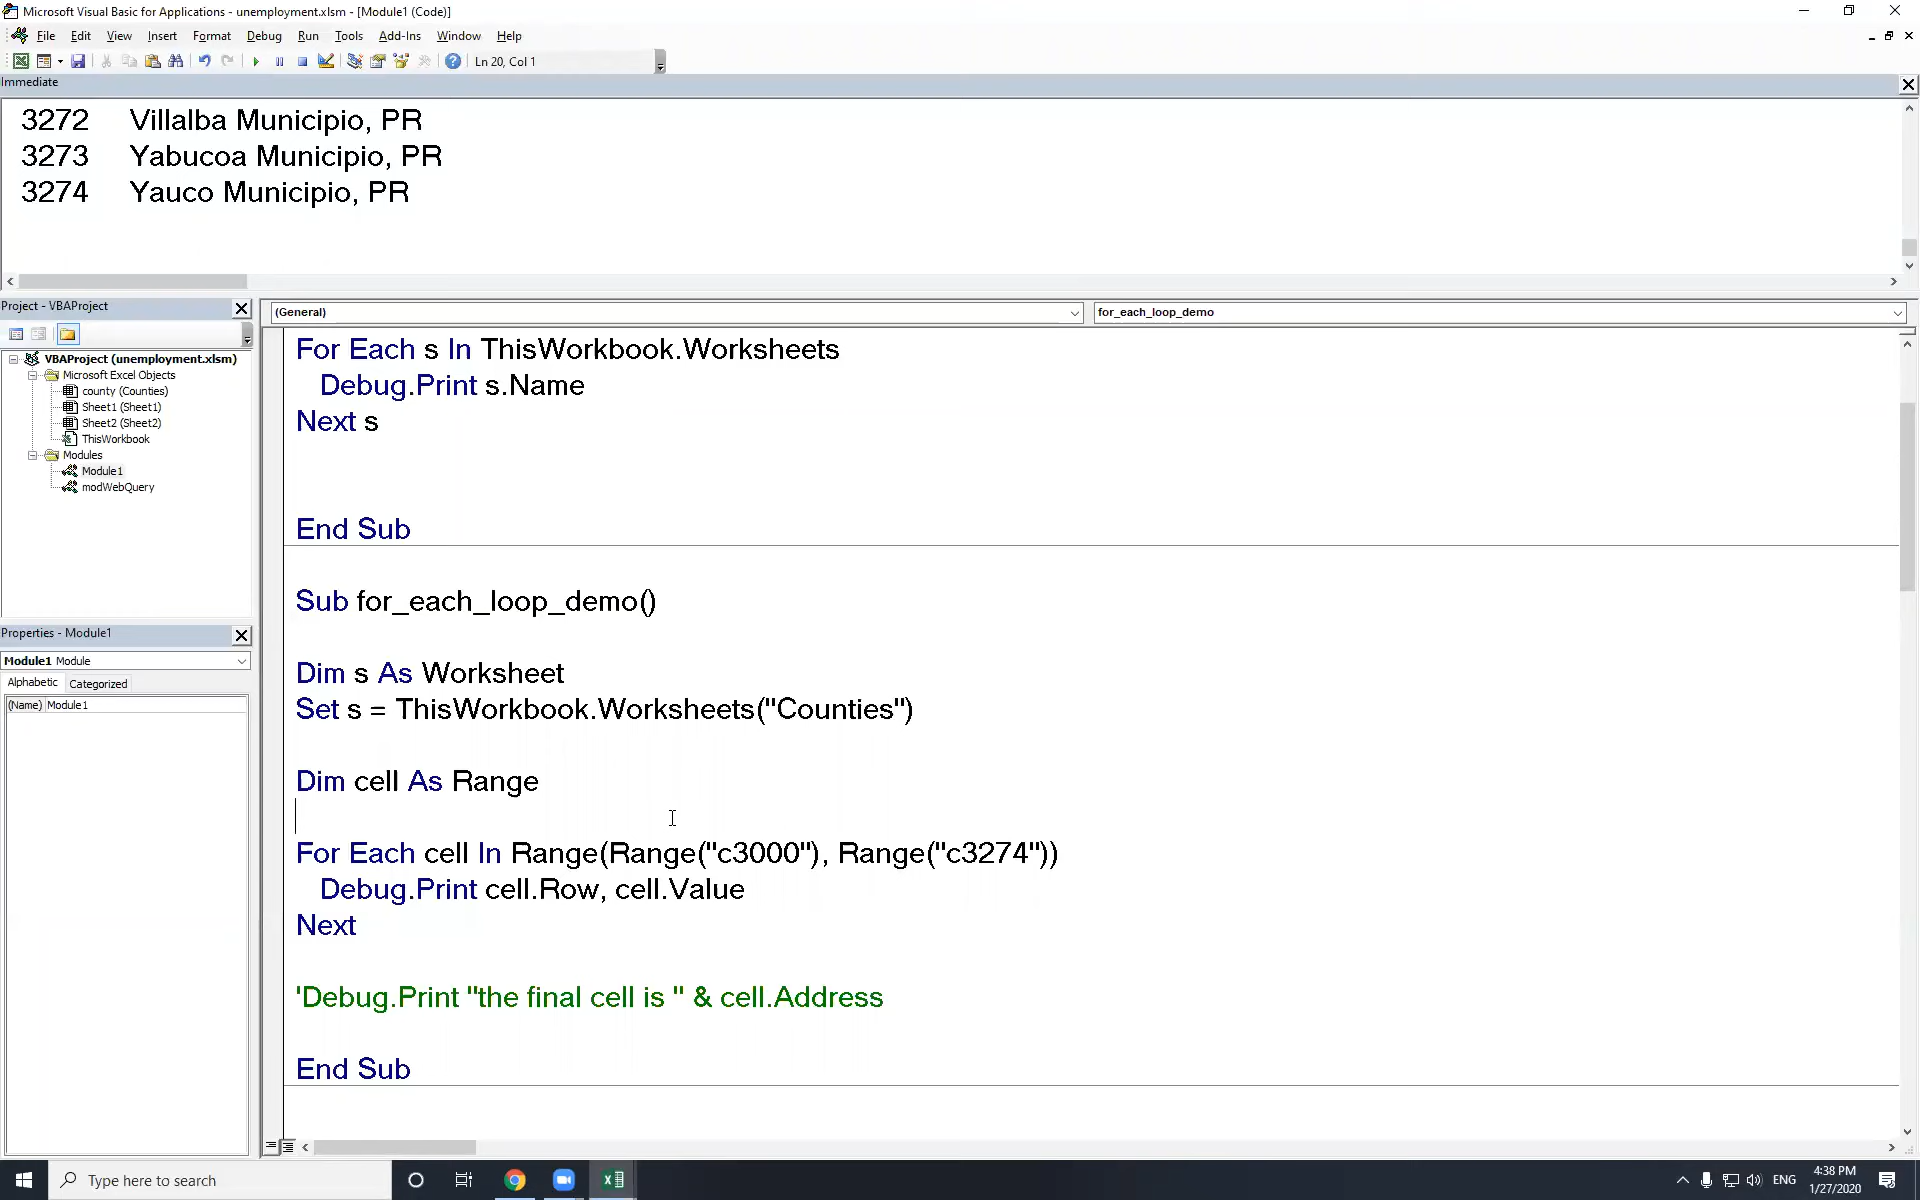 Microsoft Visual Basic for Applications - unemployment.xlsm - [Module1 (Code)]
File Edit View Insert Format Debug Run Tools Add-Ins Window Help
Ln 20, Col 1
Immediate
3272 Villalba Municipio, PR
3273 Yabucoa Municipio, PR
3274 Yauco Municipio, PR
Project - VBAProject
VBAProject (unemployment.xlsm)
Microsoft Excel Objects
county (Counties)
Sheet1 (Sheet1)
Sheet2 (Sheet2)
ThisWorkbook
Modules
Module1
modWebQuery
Properties - Module1
Module1 Module
Alphabetic Categorized
(Name) Module1
(General) for_each_loop_demo
For Each s In ThisWorkbook.Worksheets
Debug.Print s.Name
Next s
End Sub
Sub for_each_loop_demo()
Dim s As Worksheet
Set s = ThisWorkbook.Worksheets("Counties")
Dim cell As Range
For Each cell In Range(Range("c3000"), Range("c3274"))
Debug.Print cell.Row, cell.Value
Next
'Debug.Print "the final cell is " & cell.Address
End Sub
Type here to search
ENG
4:38 PM
1/27/2020